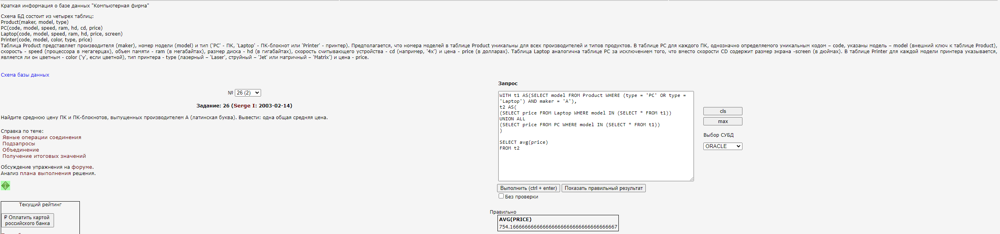 Краткая информация о базе данных "Компьютерная фирма"
Схема БД состоит из четырех таблиц:
Product(maker, model, type)
PC(code, model, speed, ram, hd, cd, price)
Laptop(code, model, speed, ram, hd, price, screen)
Printer(code, model, color, type, price)
Таблица Product представляет производителя (maker), номер модели (model) и тип ('PC' - ПК, 'Laptop' - ПК-блокнот или 'Printer' - принтер). Предполагается, что номера моделей в таблице Product уникальны для всех производителей и типов продуктов. В таблице PC для каждого ПК, однозначно определяемого уникальным кодом – code, указаны модель – model (внешний ключ к таблице Product),
скорость - speed (процессора в мегагерцах), объем памяти - ram (в мегабайтах), размер диска - hd (в гигабайтах), скорость считывающего устройства - cd (например, '4x') и цена - price (в долларах). Таблица Laptop аналогична таблице РС за исключением того, что вместо скорости CD содержит размер экрана -screen (в дюймах). В таблице Printer для каждой модели принтера указывается,
является ли он цветным - color ('y', если цветной), тип принтера - type (лазерный – 'Laser', струйный – 'Jet' или матричный – 'Matrix') и цена - price.
Схема базы данных
№ 26 (2)
Задание: 26 (Serge I: 2003-02-14)
Найдите среднюю цену ПК и ПК-блокнотов, выпущенных производителем A (латинская буква). Вывести: одна общая средняя цена.
Справка по теме:
Явные операции соединения
Подзапросы
Объединение
Получение итоговых значений
Обсуждение упражнения на форуме.
Анализ плана выполнения решения.
Текущий рейтинг
₽ Оплатить картой
российского банка
Запрос
WITH t1 AS(SELECT model FROM Product WHERE (type = 'PC' OR type =
'Laptop') AND maker = 'A'),
t2 AS(
(SELECT price FROM Laptop WHERE model IN (SELECT * FROM t1))
UNION ALL
(SELECT price FROM PC WHERE model IN (SELECT * FROM t1))
)
SELECT avg(price)
FROM t2
cls
max
Выбор СУБД
ORACLE
Выполнить (ctrl + enter) Показать правильный результат
Без проверки
Правильно
AVG(PRICE)
754.1666666666666666666666666666666667